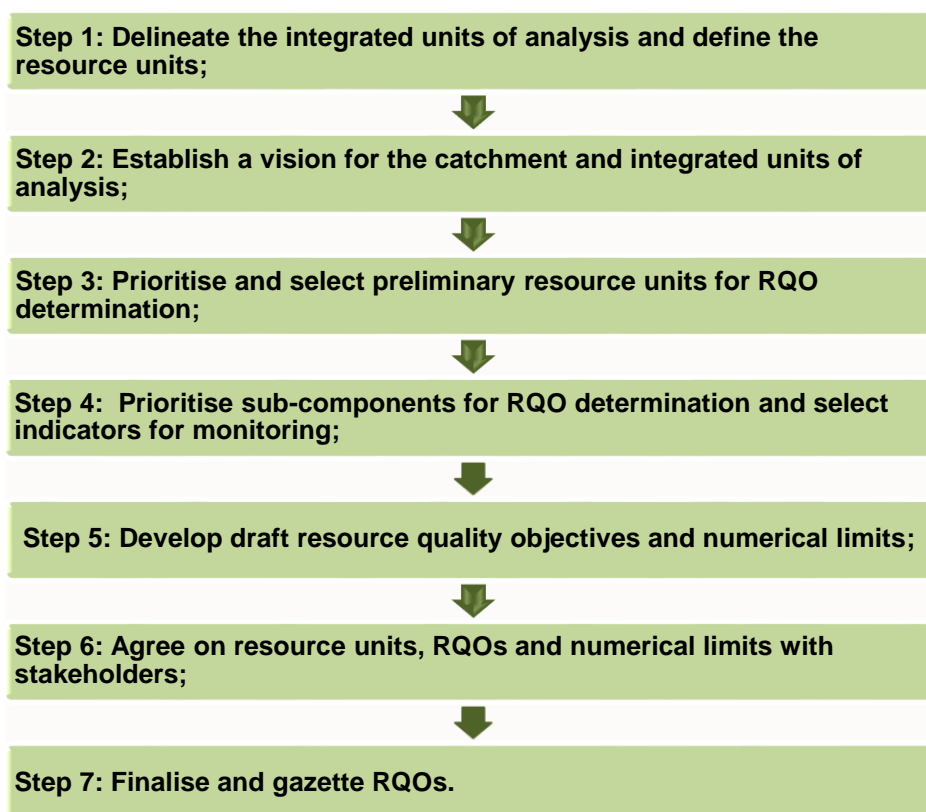 Step 1: Delineate the integrated units of analysis and define the
resource units;
Step 2: Establish a vision for the catchment and integrated units of
analysis;
Step 3: Prioritise and select preliminary resource units for RQO
determination;
Step 4:  Prioritise sub-components for RQO determination and select
indicators for monitoring;
Step 5: Develop draft resource quality objectives and numerical limits;
Step 6: Agree on resource units, RQOs and numerical limits with
stakeholders;
Step 7: Finalise and gazette RQOs.